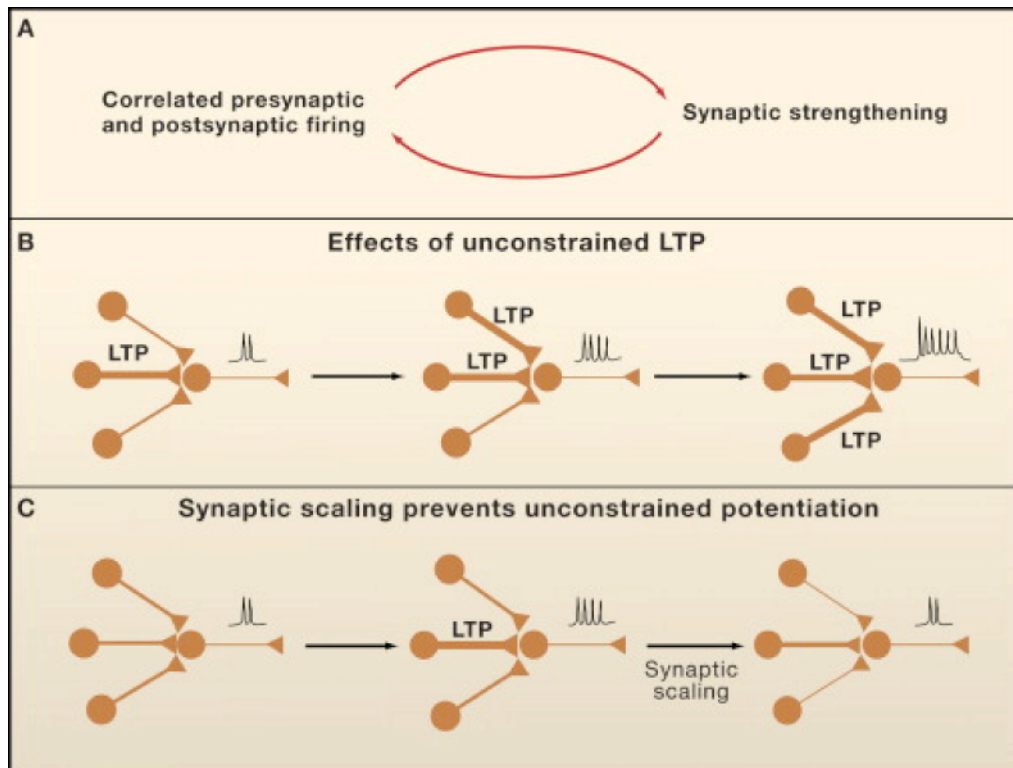 A
Correlated presynaptic
and postsynaptic firing
Synaptic strengthening
B
Effects of unconstrained LTP
LTP
LTP
LTP
LTP
LTP
LTP
C
Synaptic scaling prevents unconstrained potentiation
LTP
Synaptic
scaling